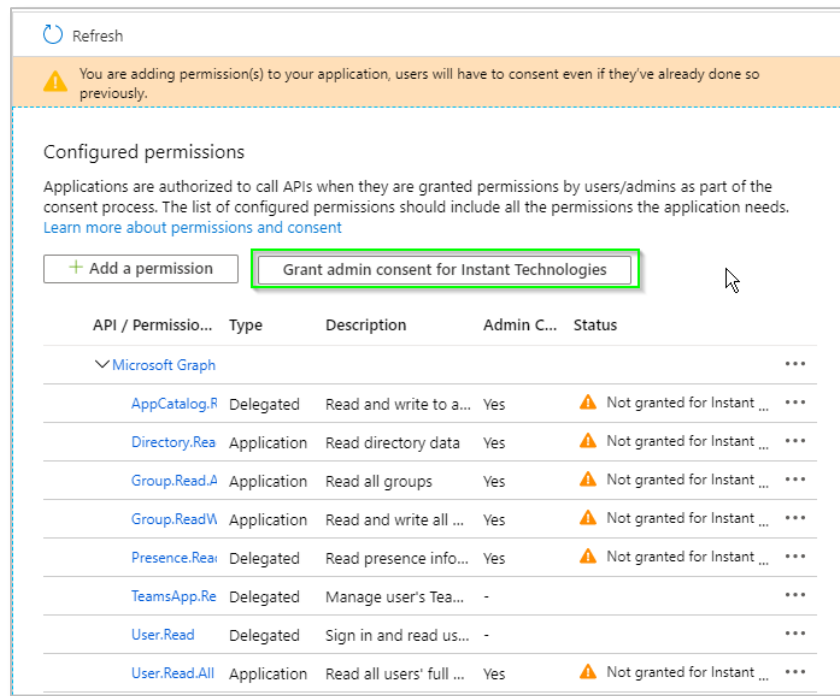 Refresh
You are adding permission(s) to your application, users will have to consent even if they've already done so
previously.
Configured permissions
Applications are authorized to call APIs when they are granted permissions by users/admins as part of the
consent process. The list of configured permissions should include all the permissions the application needs.
Learn more about permissions and consent
+ Add a permission Grant admin consent for Instant Technologies
API / Permissio... Type Description Admin C... Status
Microsoft Graph ...
AppCatalog.R Delegated Read and write to a... Yes Not granted for Instant ... ...
Directory.Rea Application Read directory data Yes Not granted for Instant ... ...
Group.Read.A Application Read all groups Yes Not granted for Instant ... ...
Group.ReadW Application Read and write all ... Yes Not granted for Instant ... ...
Presence.Read Delegated Read presence info... Yes Not granted for Instant ... ...
TeamsApp.Re Delegated Manage user's Tea... - ...
User.Read Delegated Sign in and read us... - ...
User.Read.All Application Read all users' full ... Yes Not granted for Instant ... ...